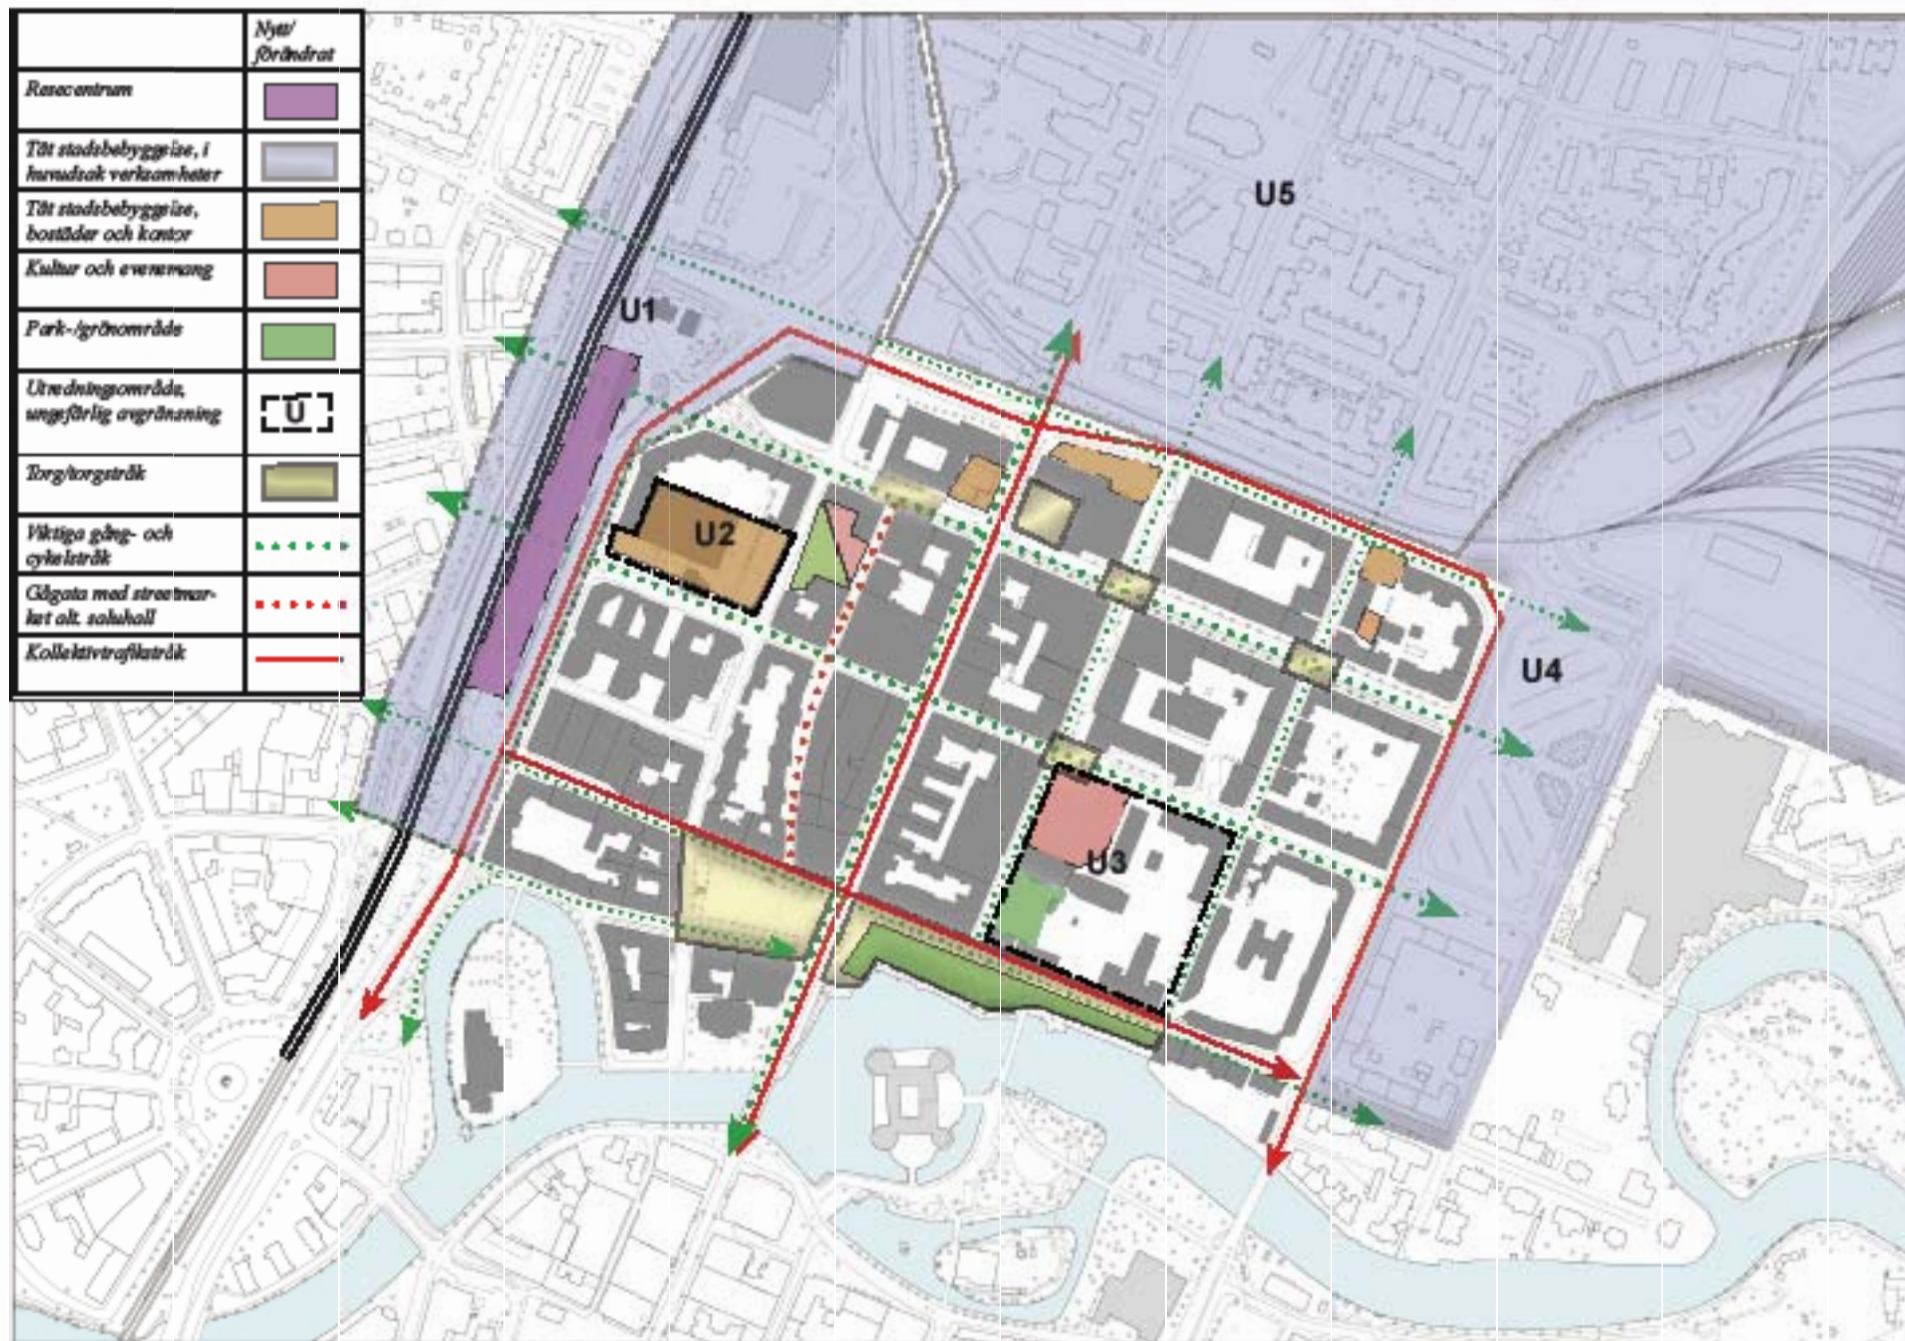 Nytt/
förändrat
Resecentrum
Tät stadsbebyggelse, i
huvudsak verksamheter
Tät stadsbebyggelse,
bostäder och kontor
Kultur och evenemang
Park-/grönområde
Utredningsområde,
ungefärlig avgränsning
U
Torg/torgstråk
Viktiga gång- och
cykelstråk
Gågata med streetmar-
ket alt. saluhall
Kollektivtrafikstråk
U5
U1
U2
U4
U3